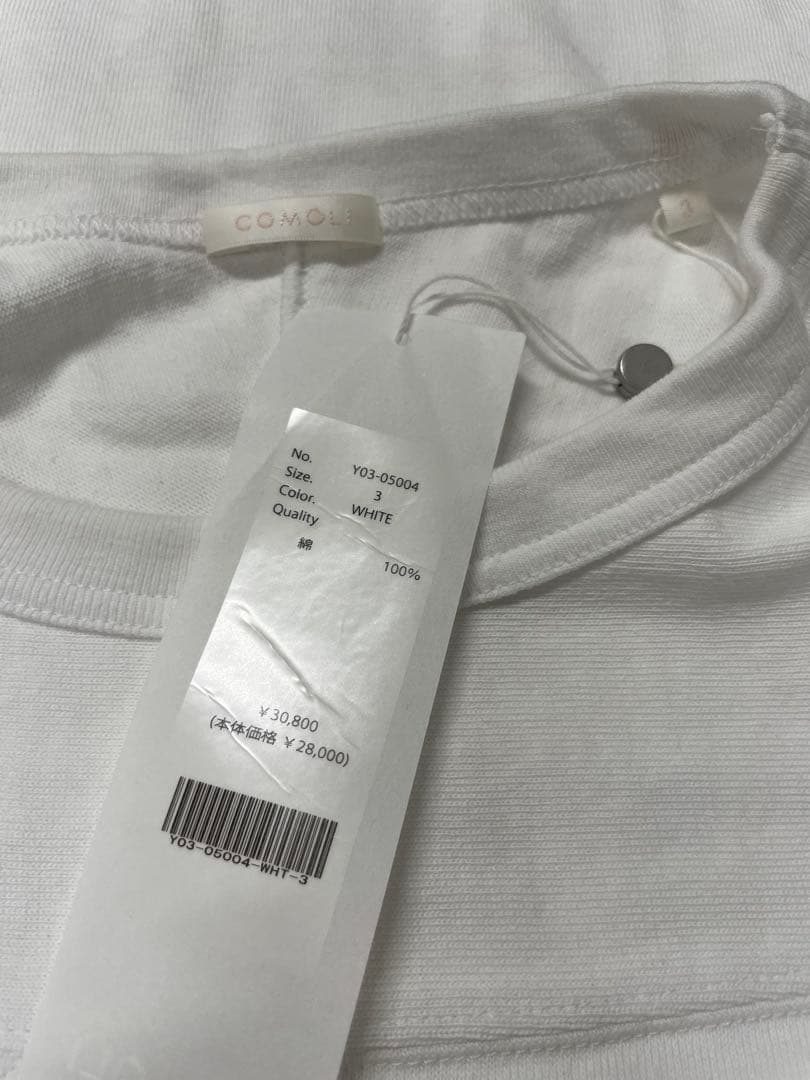 COMOLI
3
No. Y03-05004
Size. 3
Color. WHITE
Quality
綿 100%
￥30,800
(本体価格 ￥28,000)
Y03-05004-WHT-3